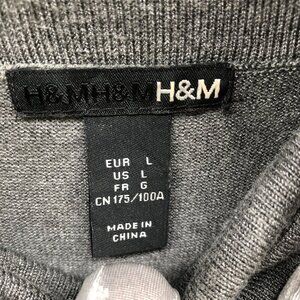 H&MH&MH&M
EUR L
US L
FR G
CN 175/100A
MADE IN
CHINA